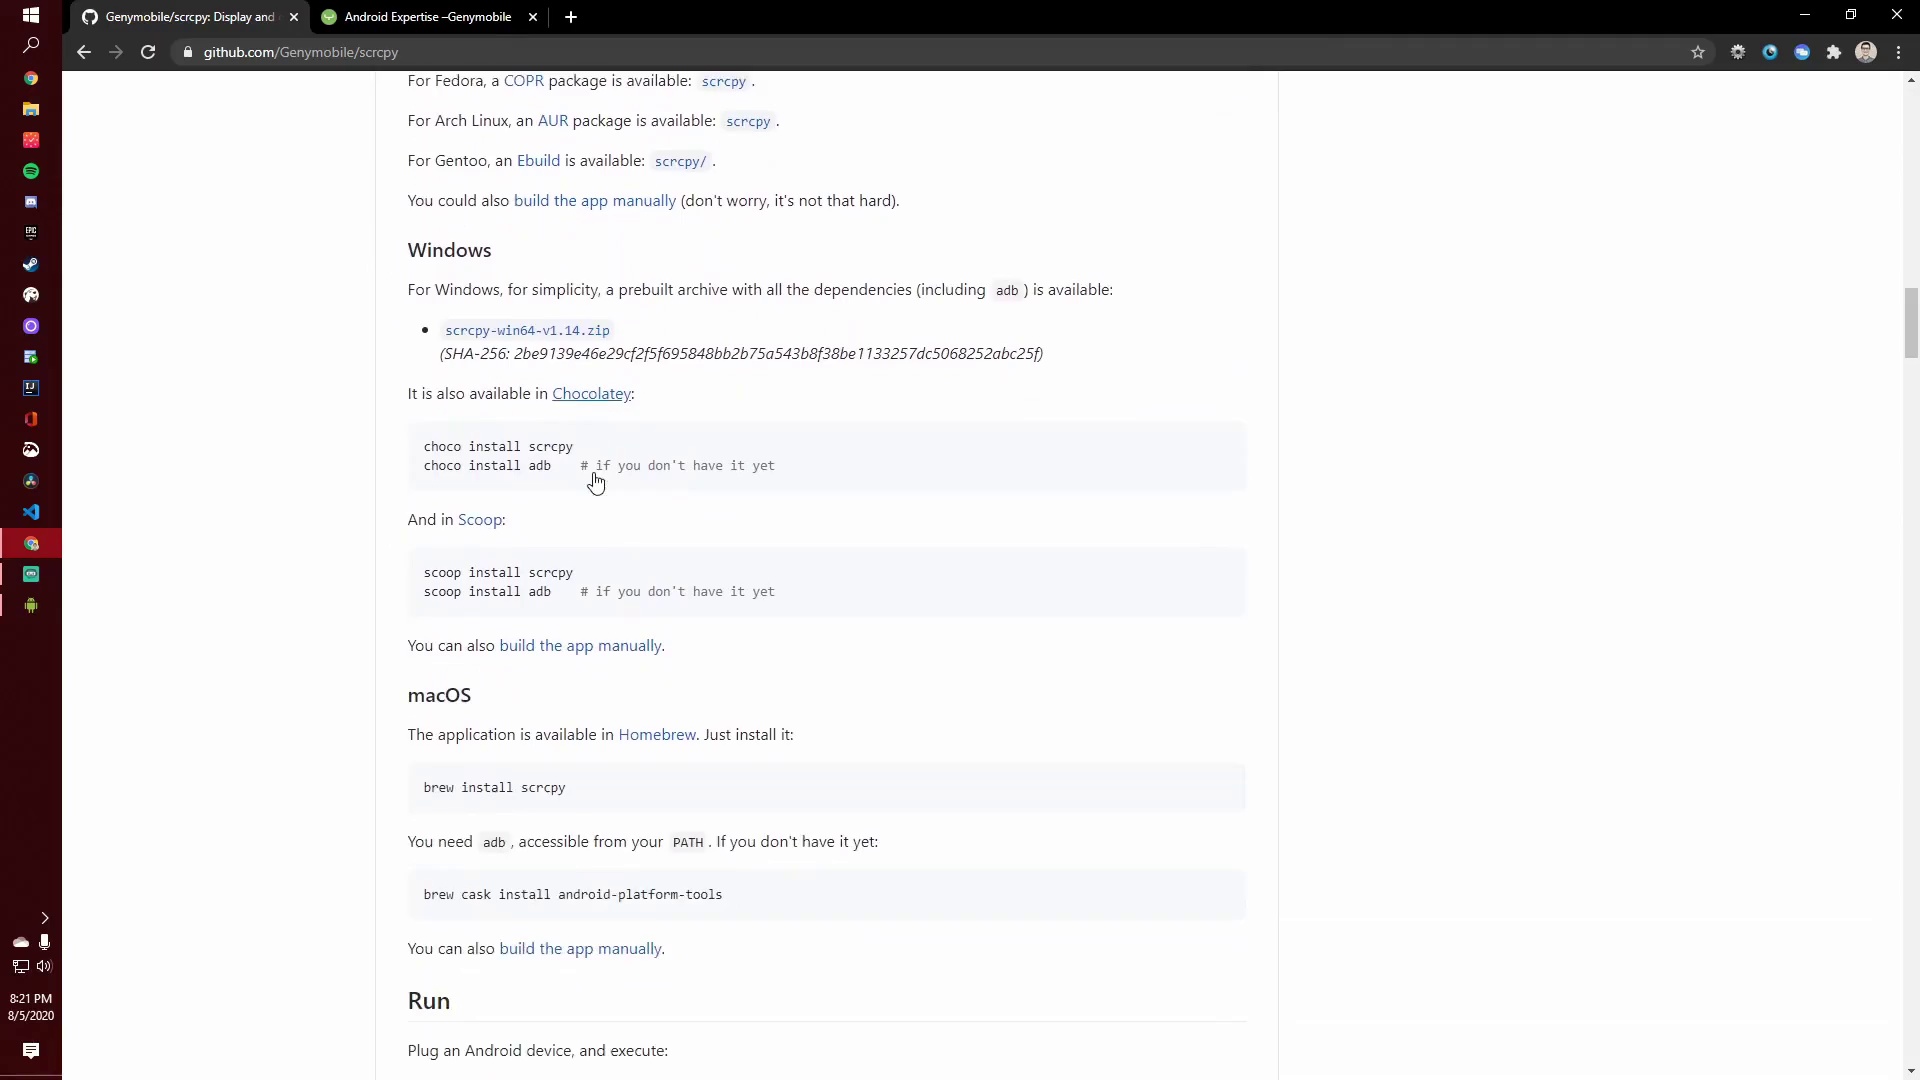 Genymobile/scrcpy: Display and
Android Expertise –Genymobile
github.com/Genymobile/scrcpy
For Fedora, a COPR package is available: scrcpy .
For Arch Linux, an AUR package is available: scrcpy .
For Gentoo, an Ebuild is available: scrcpy/ .
You could also build the app manually (don't worry, it's not that hard).
Windows
For Windows, for simplicity, a prebuilt archive with all the dependencies (including adb ) is available:
scrcpy-win64-v1.14.zip
(SHA-256: 2be9139e46e29cf2f5f695848bb2b75a543b8f38be1133257dc5068252abc25f)
It is also available in Chocolatey:
choco install scrcpy
choco install adb # if you don't have it yet
And in Scoop:
scoop install scrcpy
scoop install adb # if you don't have it yet
You can also build the app manually.
macOS
The application is available in Homebrew. Just install it:
brew install scrcpy
You need adb , accessible from your PATH . If you don't have it yet:
brew cask install android-platform-tools
You can also build the app manually.
Run
Plug an Android device, and execute:
EPIC
IJ
8:21 PM
8/5/2020